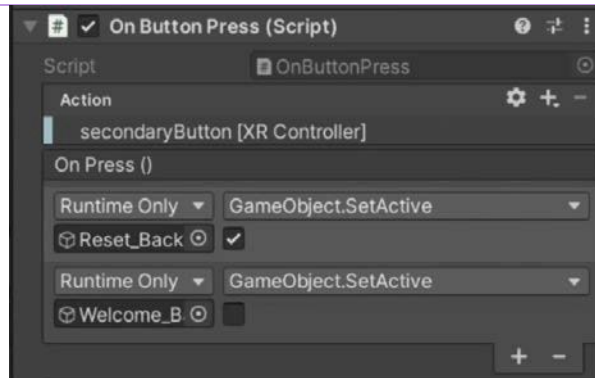 On Button Press (Script)
Script OnButtonPress
Action
secondaryButton [XR Controller]
On Press ()
Runtime Only GameObject.SetActive
Reset_Back
Runtime Only GameObject.SetActive
Welcome_B